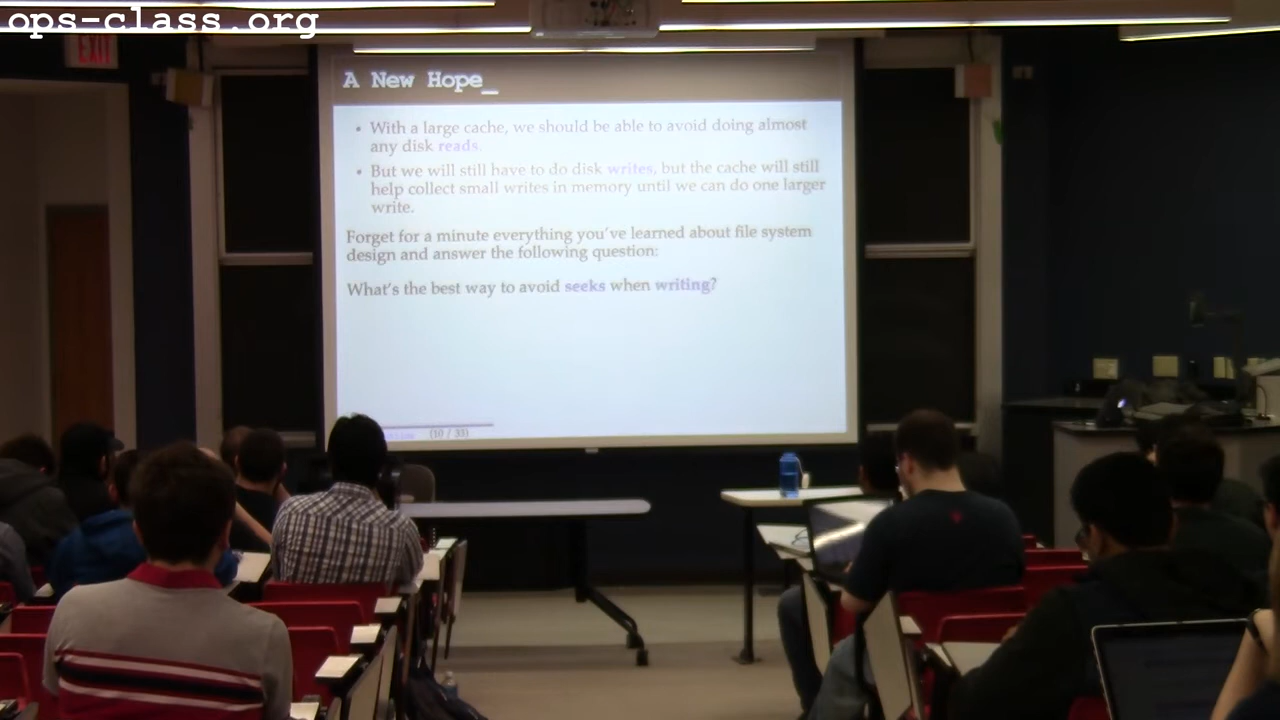 ops-class.org
EXIT
A New Hope_
• With a large cache, we should be able to avoid doing almost
any disk reads.
• But we will still have to do disk writes, but the cache will still
help collect small writes in memory until we can do one larger
write.
Forget for a minute everything you've learned about file system
design and answer the following question:
What's the best way to avoid seeks when writing?
(10 / 33)